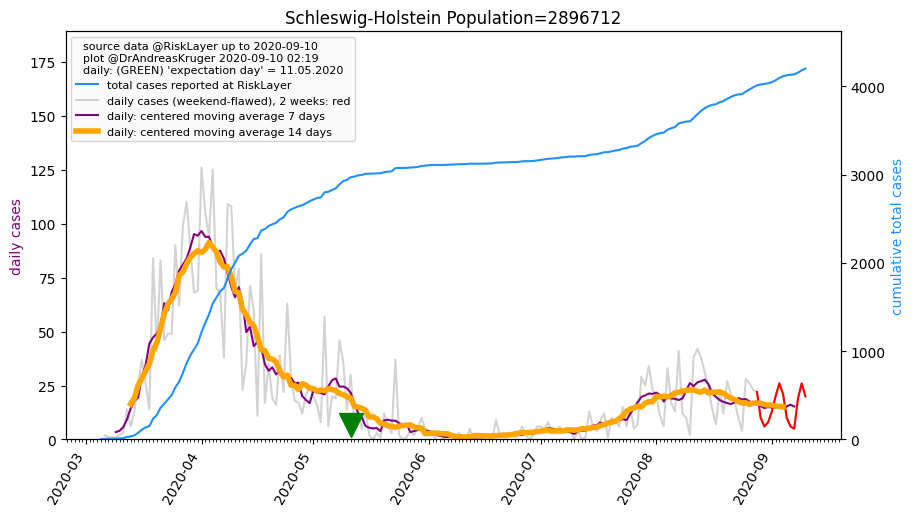 Schleswig-Holstein Population=2896712
source data @RiskLayer up to 2020-09-10
plot @DrAndreasKruger 2020-09-10 02:19
daily: (GREEN) 'expectation day' = 11.05.2020
total cases reported at RiskLayer
daily cases (weekend-flawed), 2 weeks: red
daily: centered moving average 7 days
daily: centered moving average 14 days
daily cases
175
150
125
100
75
50
25
0
cumulative total cases
4000
3000
2000
1000
0
2020-03
2020-04
2020-05
2020-06
2020-07
2020-08
2020-09